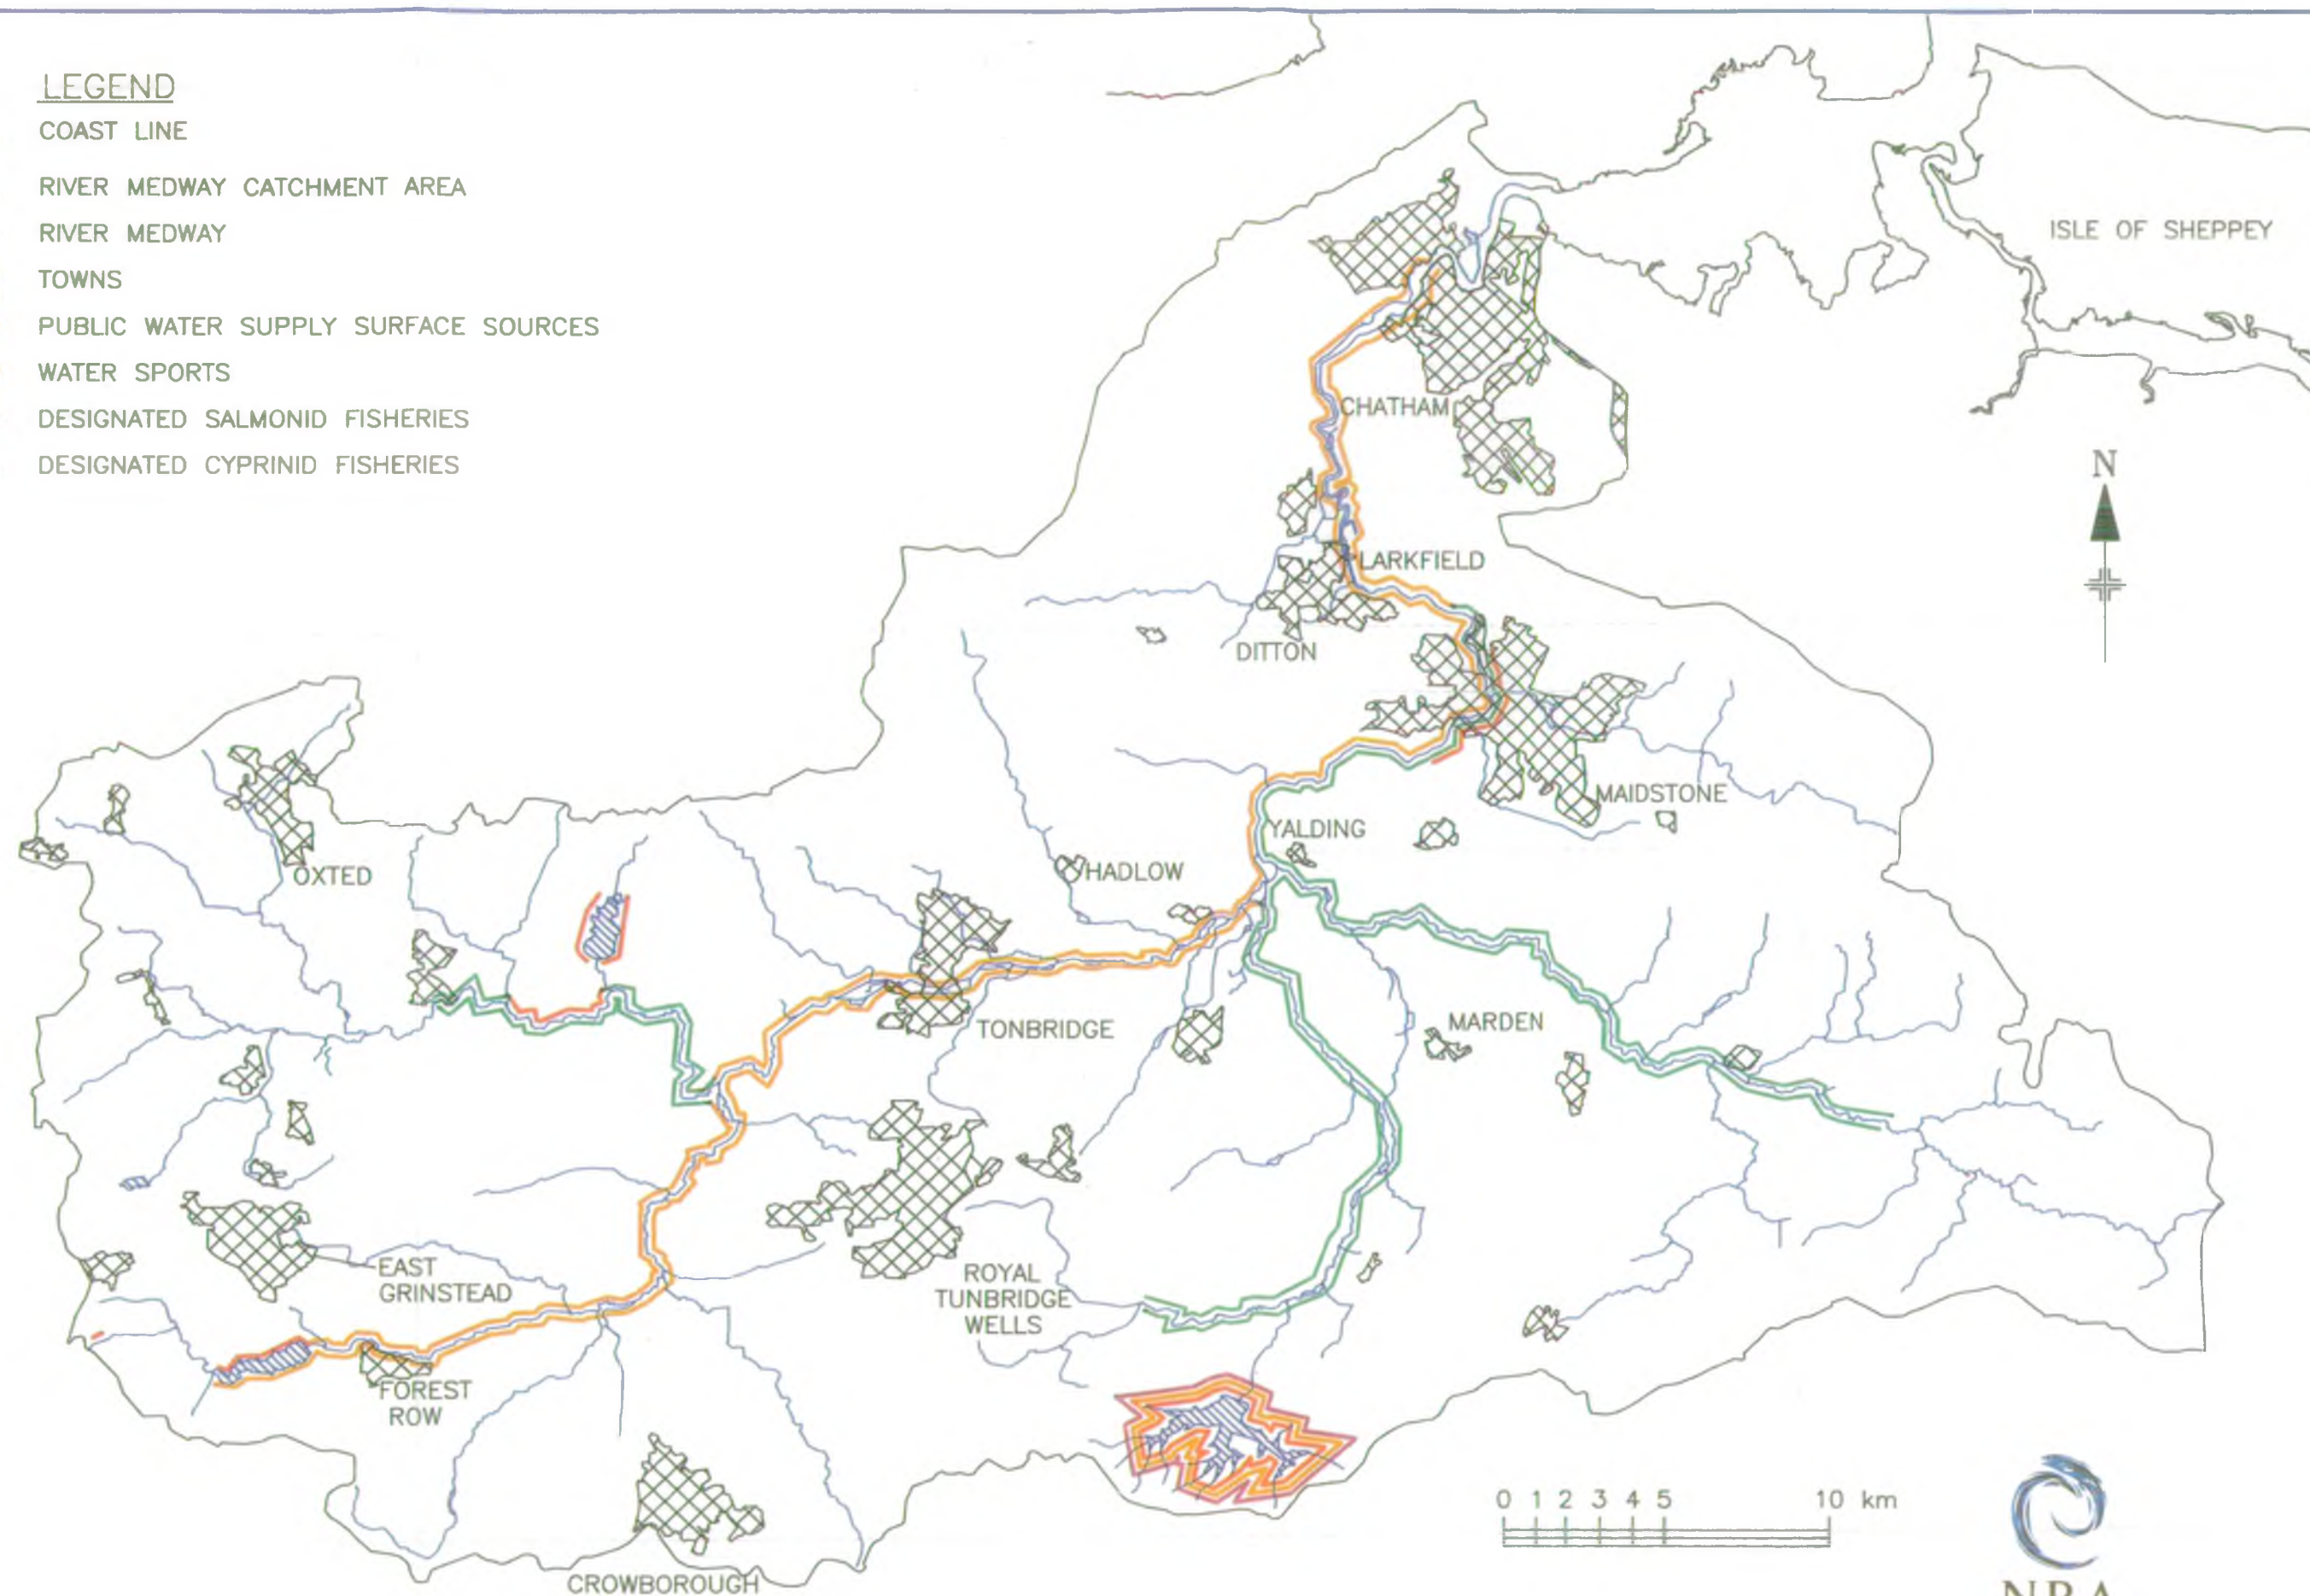 LEGEND
COAST LINE
RIVER MEDWAY CATCHMENT AREA
RIVER MEDWAY
TOWNS
PUBLIC WATER SUPPLY SURFACE SOURCES
WATER SPORTS
DESIGNATED SALMONID FISHERIES
DESIGNATED CYPRINID FISHERIES
ISLE OF SHEPPEY
CHATHAM
N
LARKFIELD
DITTON
MAIDSTONE
YALDING
HADLOW
OXTED
TONBRIDGE
MARDEN
EAST
GRINSTEAD
ROYAL
TUNBRIDGE
WELLS
FOREST
ROW
CROWBOROUGH
0 1 2 3 4 5 10 km
NRA